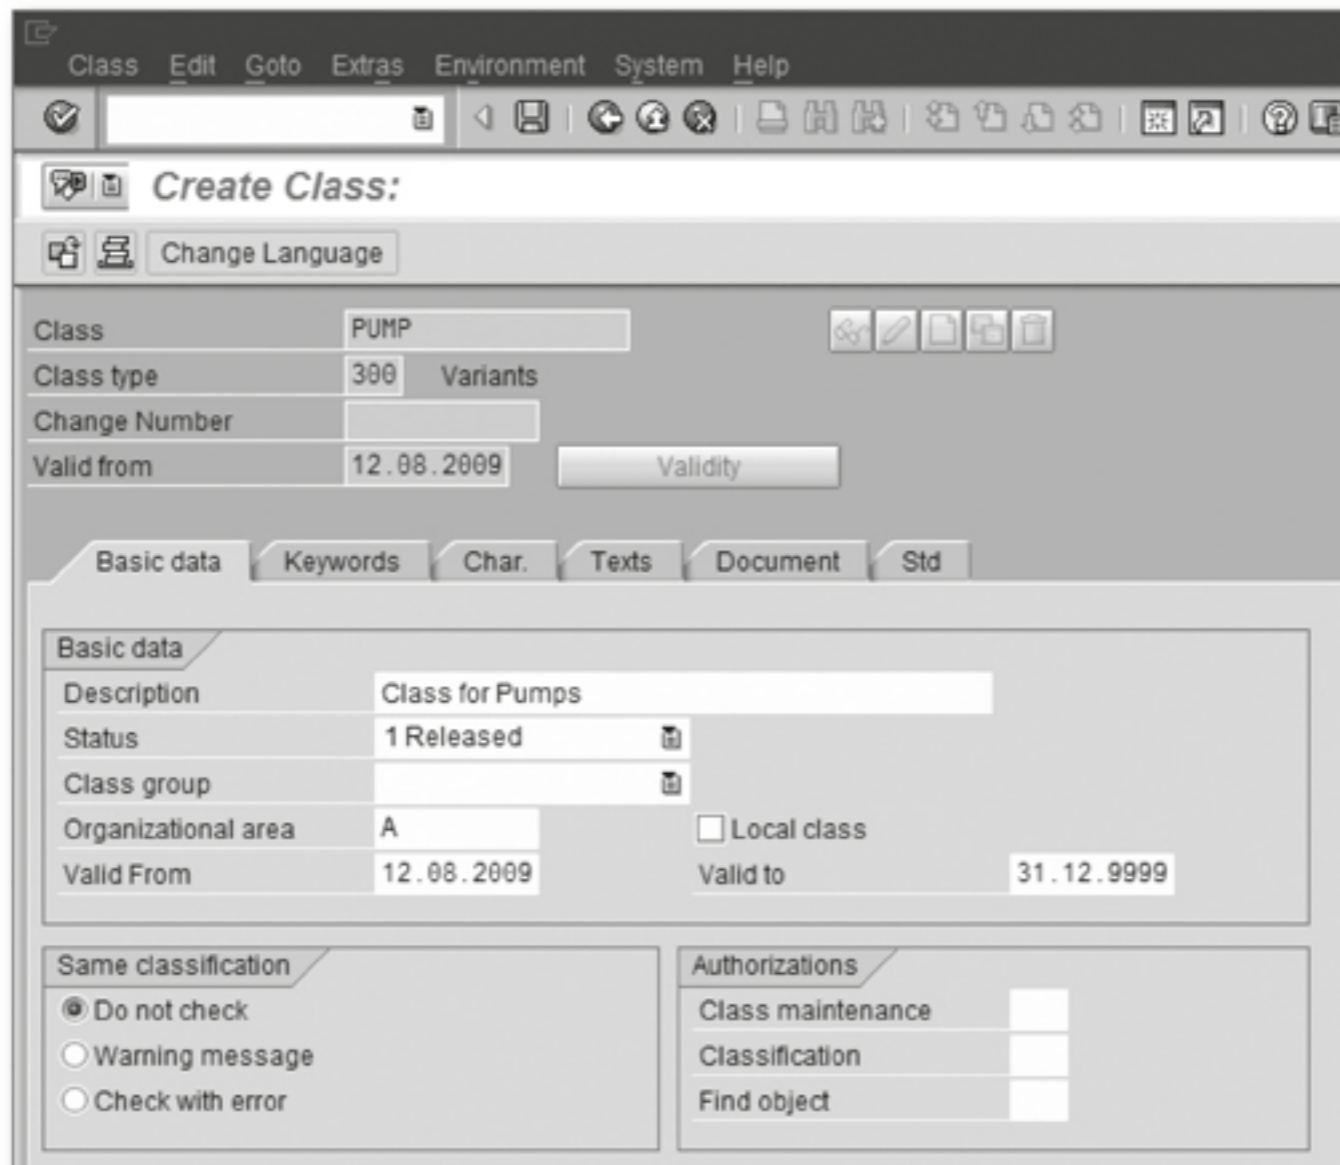 Class Edit Goto Extras Environment System Help
Create Class:
Change Language
Class PUMP
Class type 300 Variants
Change Number
Valid from 12.08.2009 Validity
Basic data Keywords Char. Texts Document Std
Basic data
Description Class for Pumps
Status 1 Released
Class group
Organizational area A Local class
Valid From 12.08.2009 Valid to 31.12.9999
Same classification Authorizations
Do not check Class maintenance
Warning message Classification
Check with error Find object